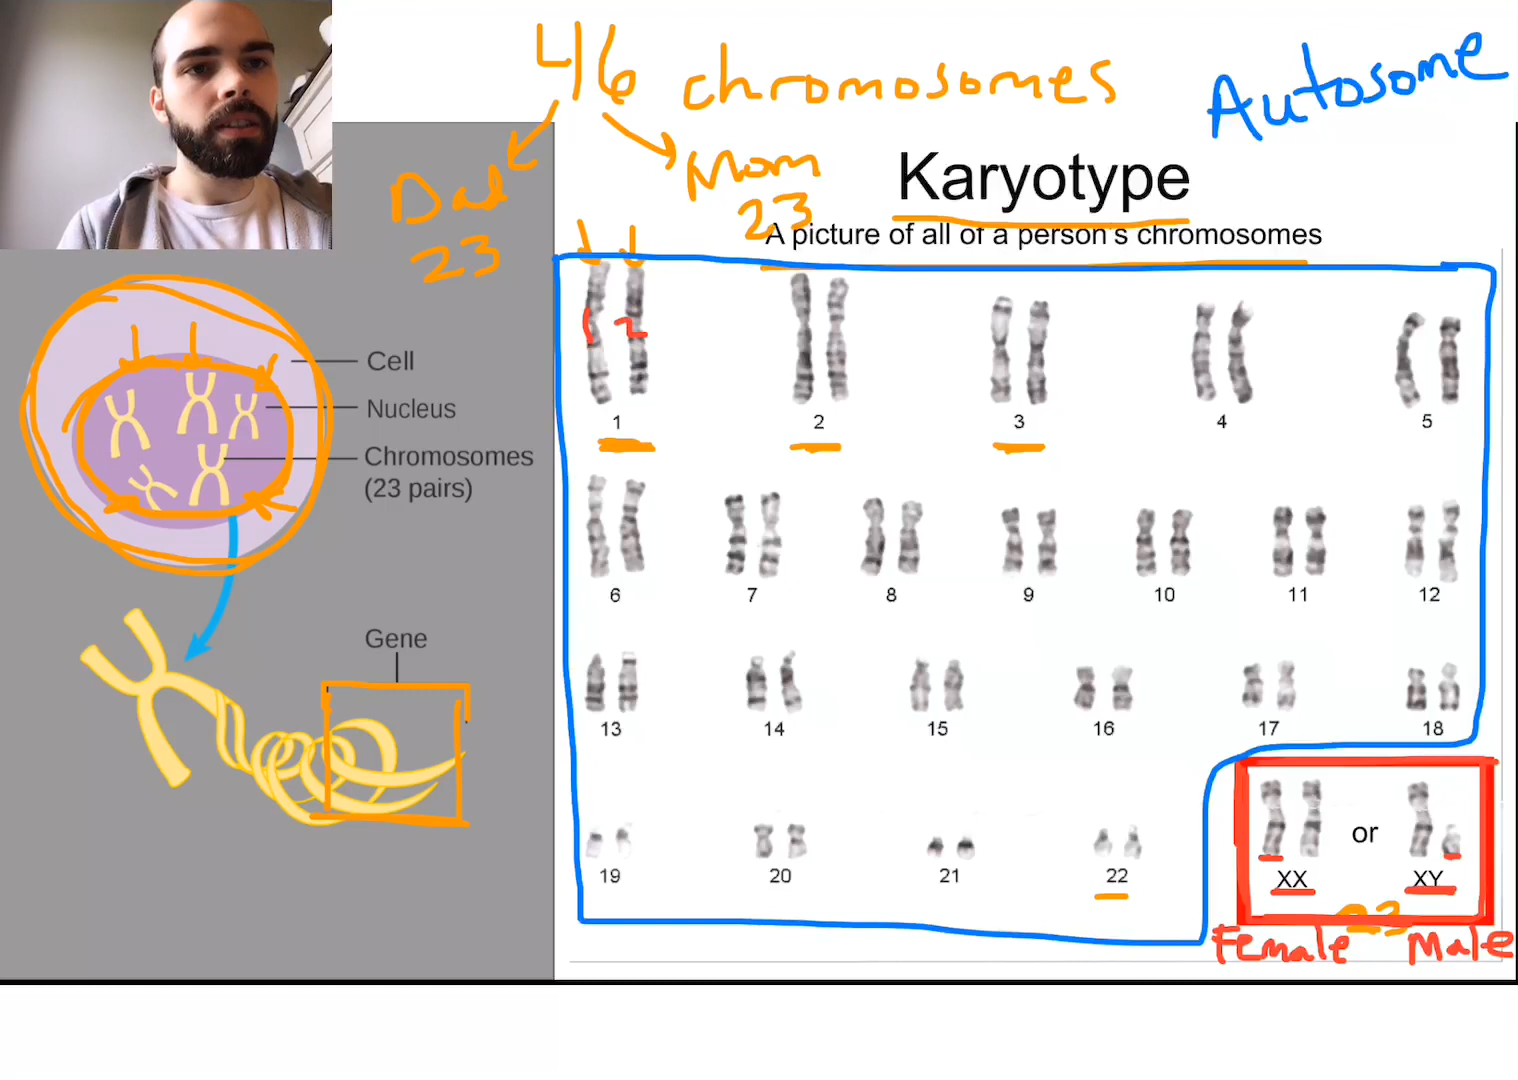 46 chromosomes
Autosome
Dad
23
Mom
23
Karyotype
A picture of all of a person's chromosomes
Cell
Nucleus
Chromosomes
(23 pairs)
Gene
1 2
1 2 3 4 5
6 7 8 9 10 11 12
13 14 15 16 17 18
19 20 21 22
or
XX XY
23
Female Male